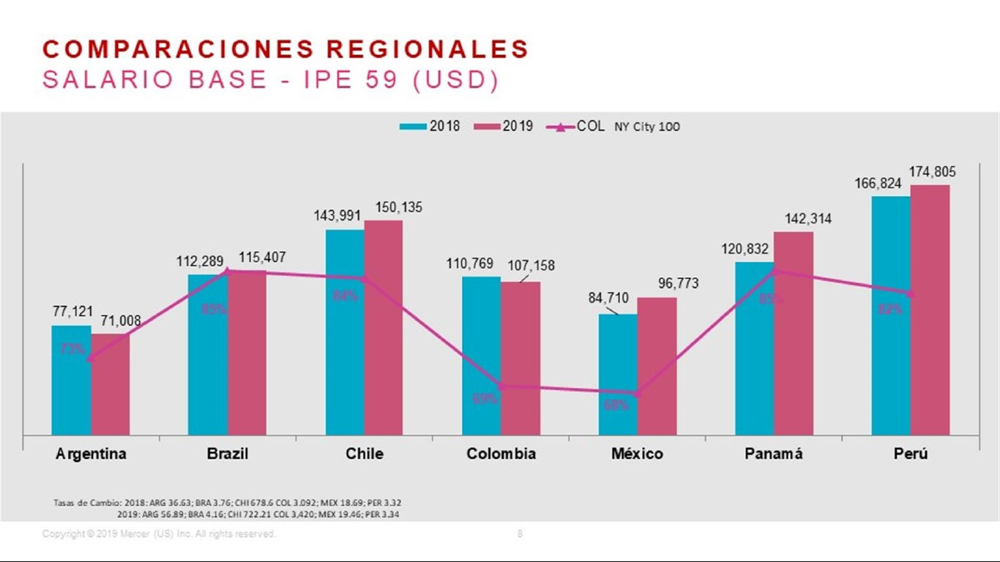 COMPARACIONES REGIONALES
SALARIO BASE - IPE 59 (USD)
2018 2019 COL NY City 100
77,121 71,008 112,289 115,407 143,991 150,135 110,769 107,158 84,710 96,773 120,832 142,314 166,824 174,805
73% 85% 84% 69% 68% 85% 82%
Argentina Brazil Chile Colombia México Panamá Perú
Tasas de Cambio: 2018: ARG 36.63; BRA 3.76; CHI 678.6 COL 3.092; MEX 18.69; PER 3.32
2019: ARG 56.89; BRA 4.16; CHI 722.21 COL 3,420; MEX 19.46; PER 3.34
Copyright © 2019 Mercer (US) Inc. All rights reserved. 8